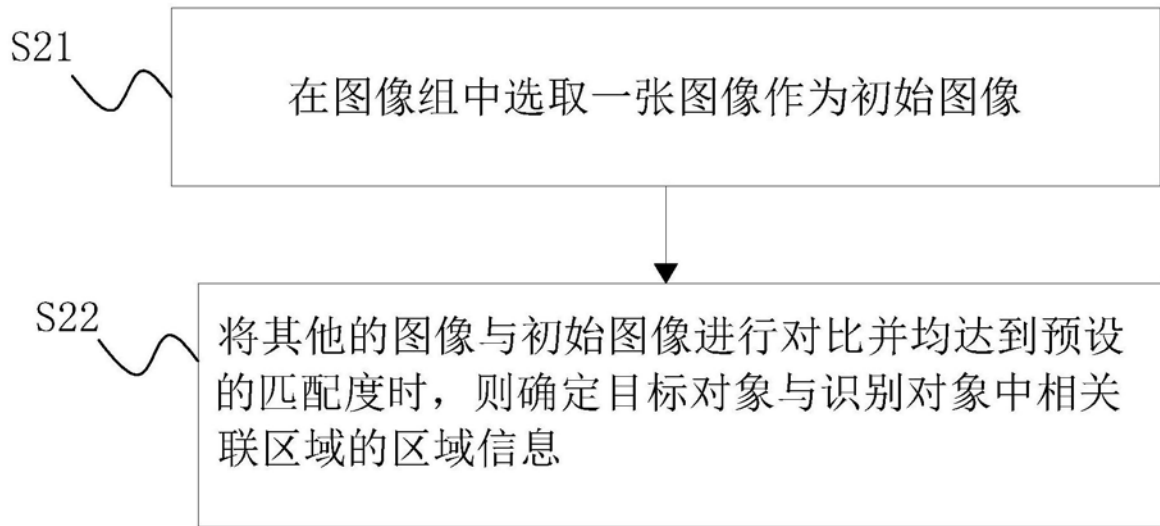 S21
在图像组中选取一张图像作为初始图像
S22
将其他的图像与初始图像进行对比并均达到预设
的匹配度时，则确定目标对象与识别对象中相关
联区域的区域信息